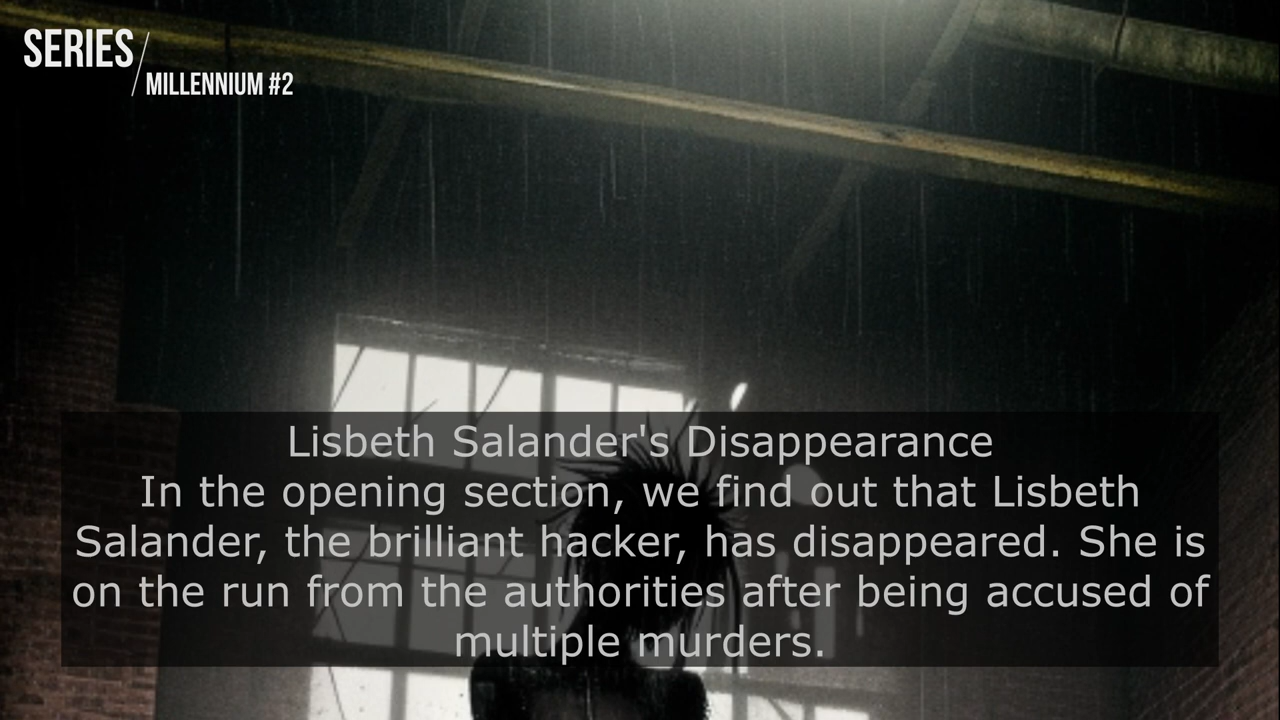 SERIES
MILLENNIUM #2
Lisbeth Salander's Disappearance
In the opening section, we find out that Lisbeth
Salander, the brilliant hacker, has disappeared. She is
on the run from the authorities after being accused of
multiple murders.